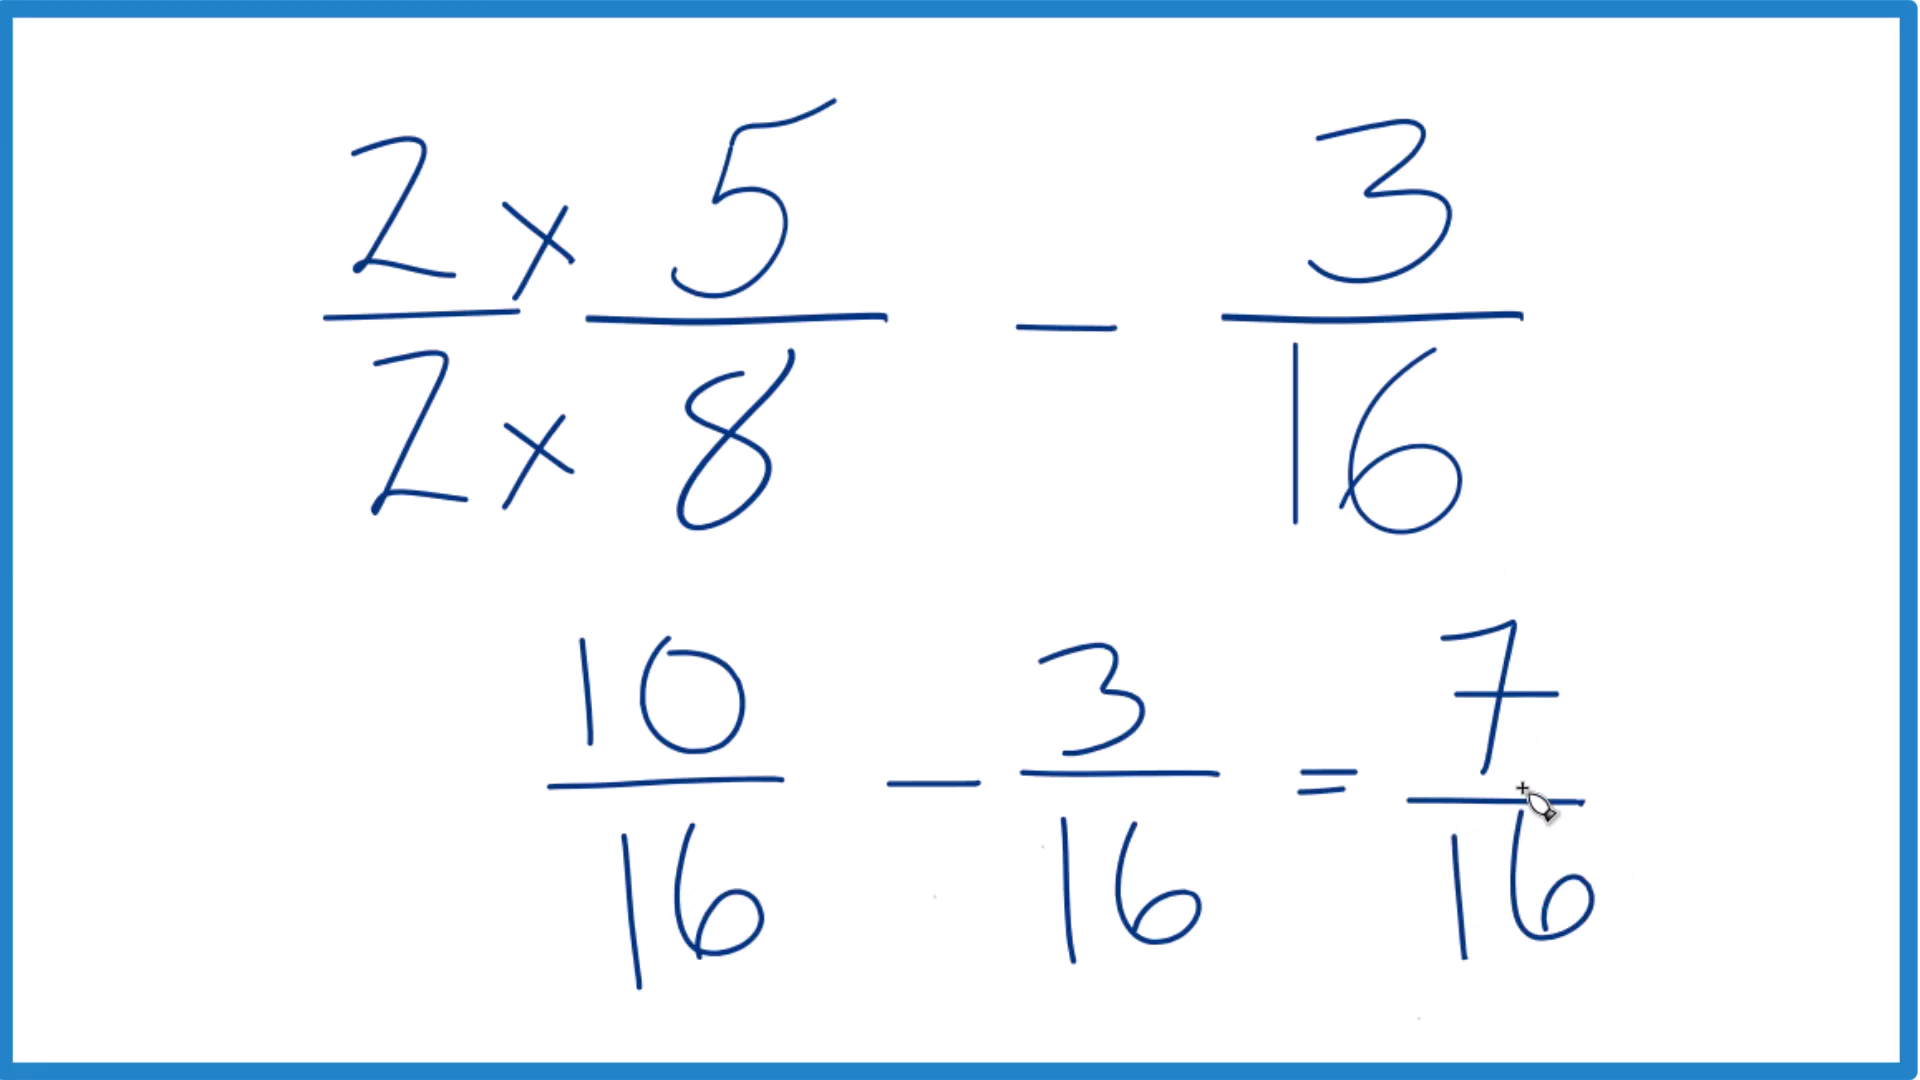 2 × 5 — 3
2 × 8 16
10 — 3 = 7
16 16 16